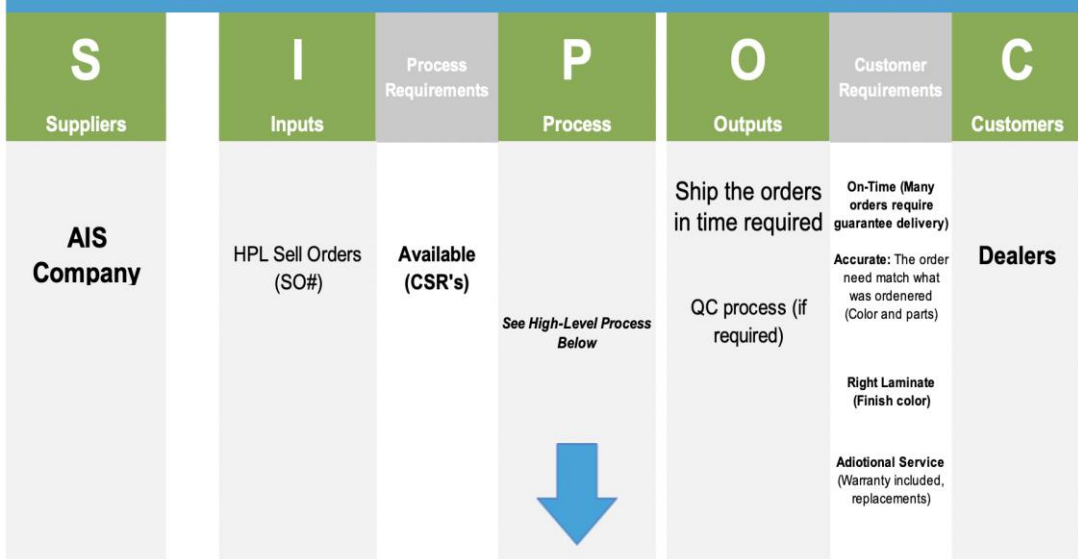 S
Suppliers
I
Inputs
Process
Requirements
P
Process
O
Outputs
Customer
Requirements
C
Customers
AIS
Company
HPL Sell Orders
(SO#)
Available
(CSR's)
See High-Level Process
Below
Ship the orders
in time required
QC process (if
required)
On-Time (Many
orders require
guarantee delivery)
Accurate: The order
need match what
was ordenered
(Color and parts)
Right Laminate
(Finish color)
Adiotional Service
(Warranty included,
replacements)
Dealers